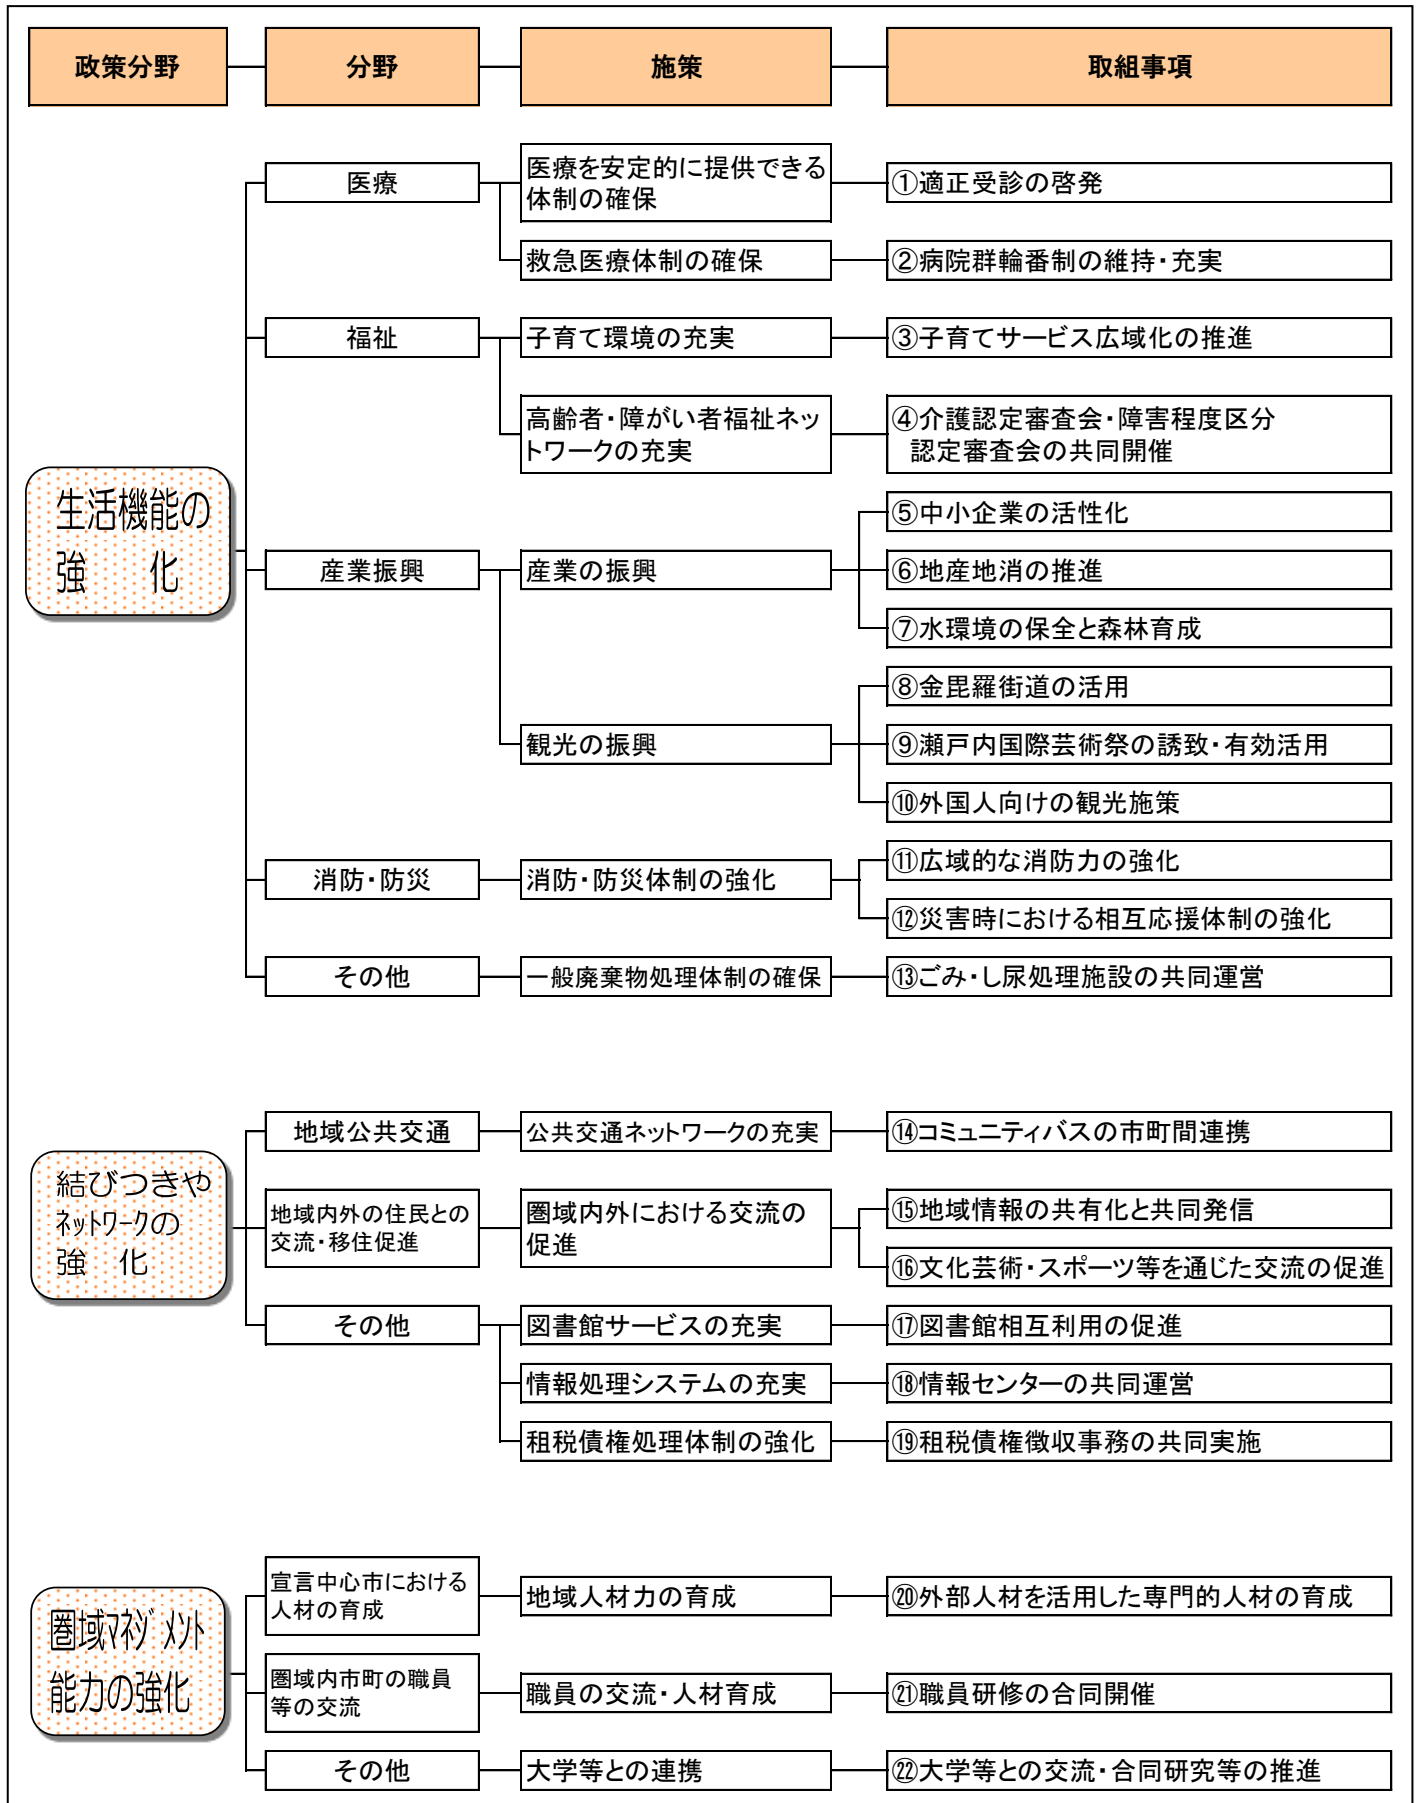 政策分野
分野
施策
取組事項
生活機能の
強　化
医療
医療を安定的に提供できる
体制の確保
①適正受診の啓発
救急医療体制の確保
②病院群輪番制の維持・充実
福祉
子育て環境の充実
③子育てサービス広域化の推進
高齢者・障がい者福祉ネッ
トワークの充実
④介護認定審査会・障害程度区分
認定審査会の共同開催
産業振興
産業の振興
⑤中小企業の活性化
⑥地産地消の推進
⑦水環境の保全と森林育成
観光の振興
⑧金毘羅街道の活用
⑨瀬戸内国際芸術祭の誘致・有効活用
⑩外国人向けの観光施策
消防・防災
消防・防災体制の強化
⑪広域的な消防力の強化
⑫災害時における相互応援体制の強化
その他
一般廃棄物処理体制の確保
⑬ごみ・し尿処理施設の共同運営
結びつきや
ネットワークの
強　化
地域公共交通
公共交通ネットワークの充実
⑭コミュニティバスの市町間連携
地域内外の住民との
交流・移住促進
圏域内外における交流の
促進
⑮地域情報の共有化と共同発信
⑯文化芸術・スポーツ等を通じた交流の促進
その他
図書館サービスの充実
⑰図書館相互利用の促進
情報処理システムの充実
⑱情報センターの共同運営
租税債権処理体制の強化
⑲租税債権徴収事務の共同実施
圏域マネジメント
能力の強化
宣言中心市における
人材の育成
地域人材力の育成
⑳外部人材を活用した専門的人材の育成
圏域内市町の職員
等の交流
職員の交流・人材育成
㉑職員研修の合同開催
その他
大学等との連携
㉒大学等との交流・合同研究等の推進